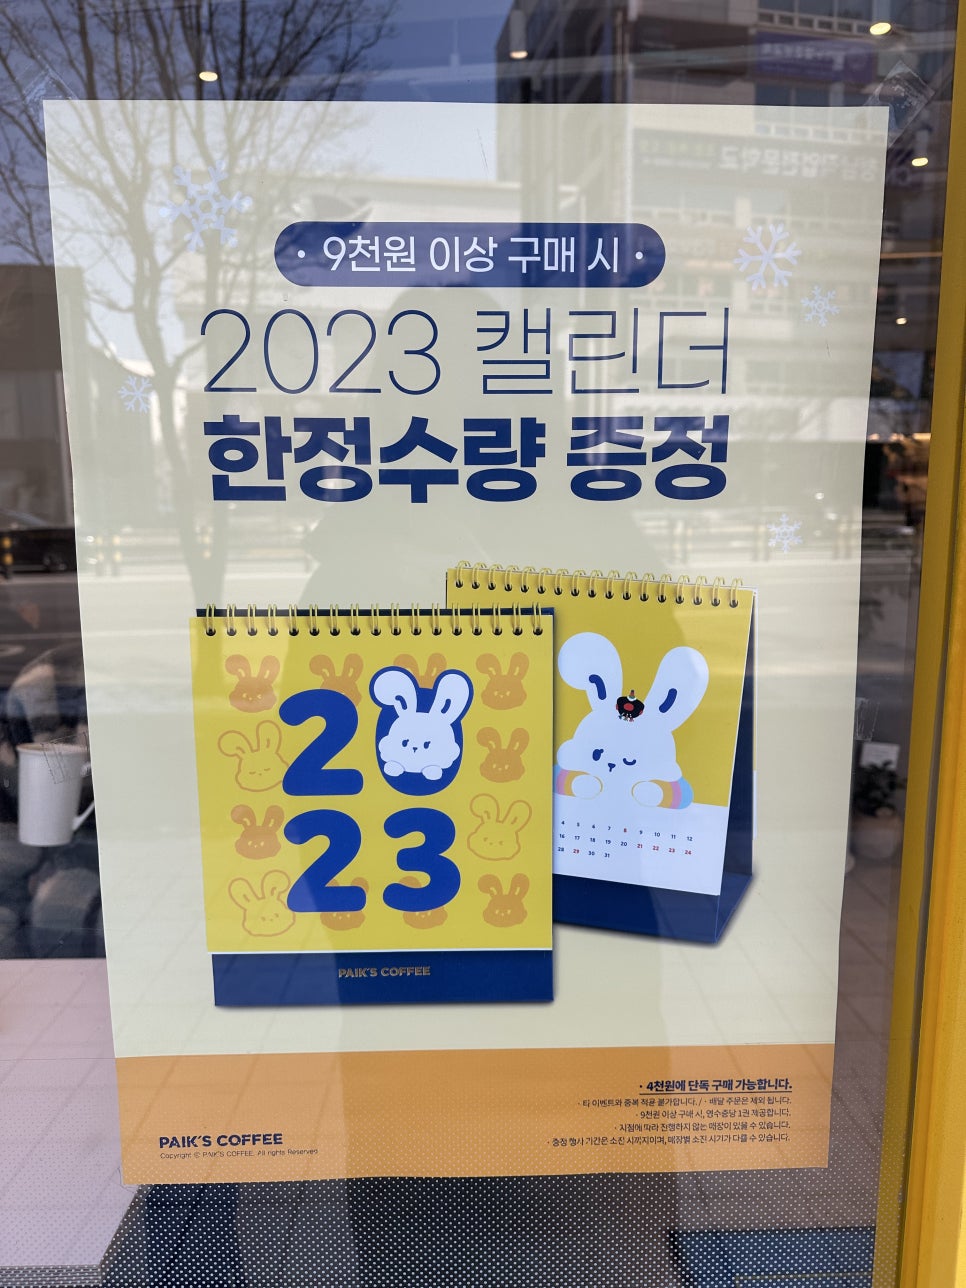 · 9천원 이상 구매 시 ·
2023 캘린더
한정수량 증정
20
23
PAIK'S COFFEE
4 5 6 7 8 9 10 11 12
16 17 18 19 20 21 22 23 24
28 29 30 31
· 4천원에 단독 구매 가능합니다.
· 타 이벤트와 중복 적용 불가합니다. / · 배달 주문은 제외 됩니다.
· 9천원 이상 구매 시, 영수증당 1권 제공합니다.
· 지점에 따라 진행하지 않는 매장이 있을 수 있습니다.
· 증정 행사 기간은 소진 시까지이며, 매장별 소진 시기가 다를 수 있습니다.
PAIK'S COFFEE
Copyright © PAIK'S COFFEE. All rights Reserved